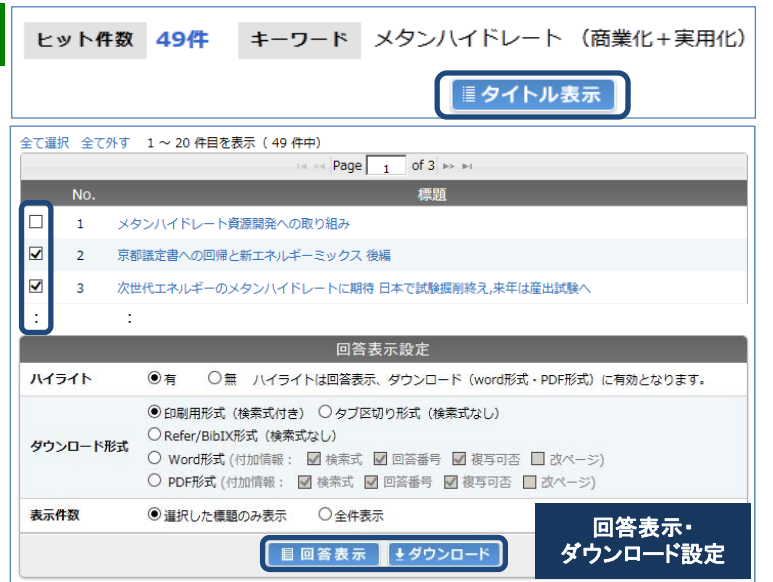 ヒット件数 49件 キーワード メタンハイドレート (商業化+実用化)
タイトル表示
全て選択 全て外す 1 ~ 20 件目を表示 ( 49 件中)
Page 1 of 3
No. 標題
1 メタンハイドレート資源開発への取り組み
2 京都議定書への回帰と新エネルギーミックス 後編
3 次世代エネルギーのメタンハイドレートに期待 日本で試験掘削終え,来年は産出試験へ
: :
回答表示設定
ハイライト 有 無 ハイライトは回答表示、ダウンロード(word形式・PDF形式)に有効となります。
ダウンロード形式
印刷用形式(検索式付き) タブ区切り形式(検索式なし)
Refer/BibIX形式(検索式なし)
Word形式 (付加情報: 検索式 回答番号 複写可否 改ページ)
PDF形式 (付加情報: 検索式 回答番号 複写可否 改ページ)
表示件数 選択した標題のみ表示 全件表示
回答表示 ダウンロード
回答表示・
ダウンロード設定